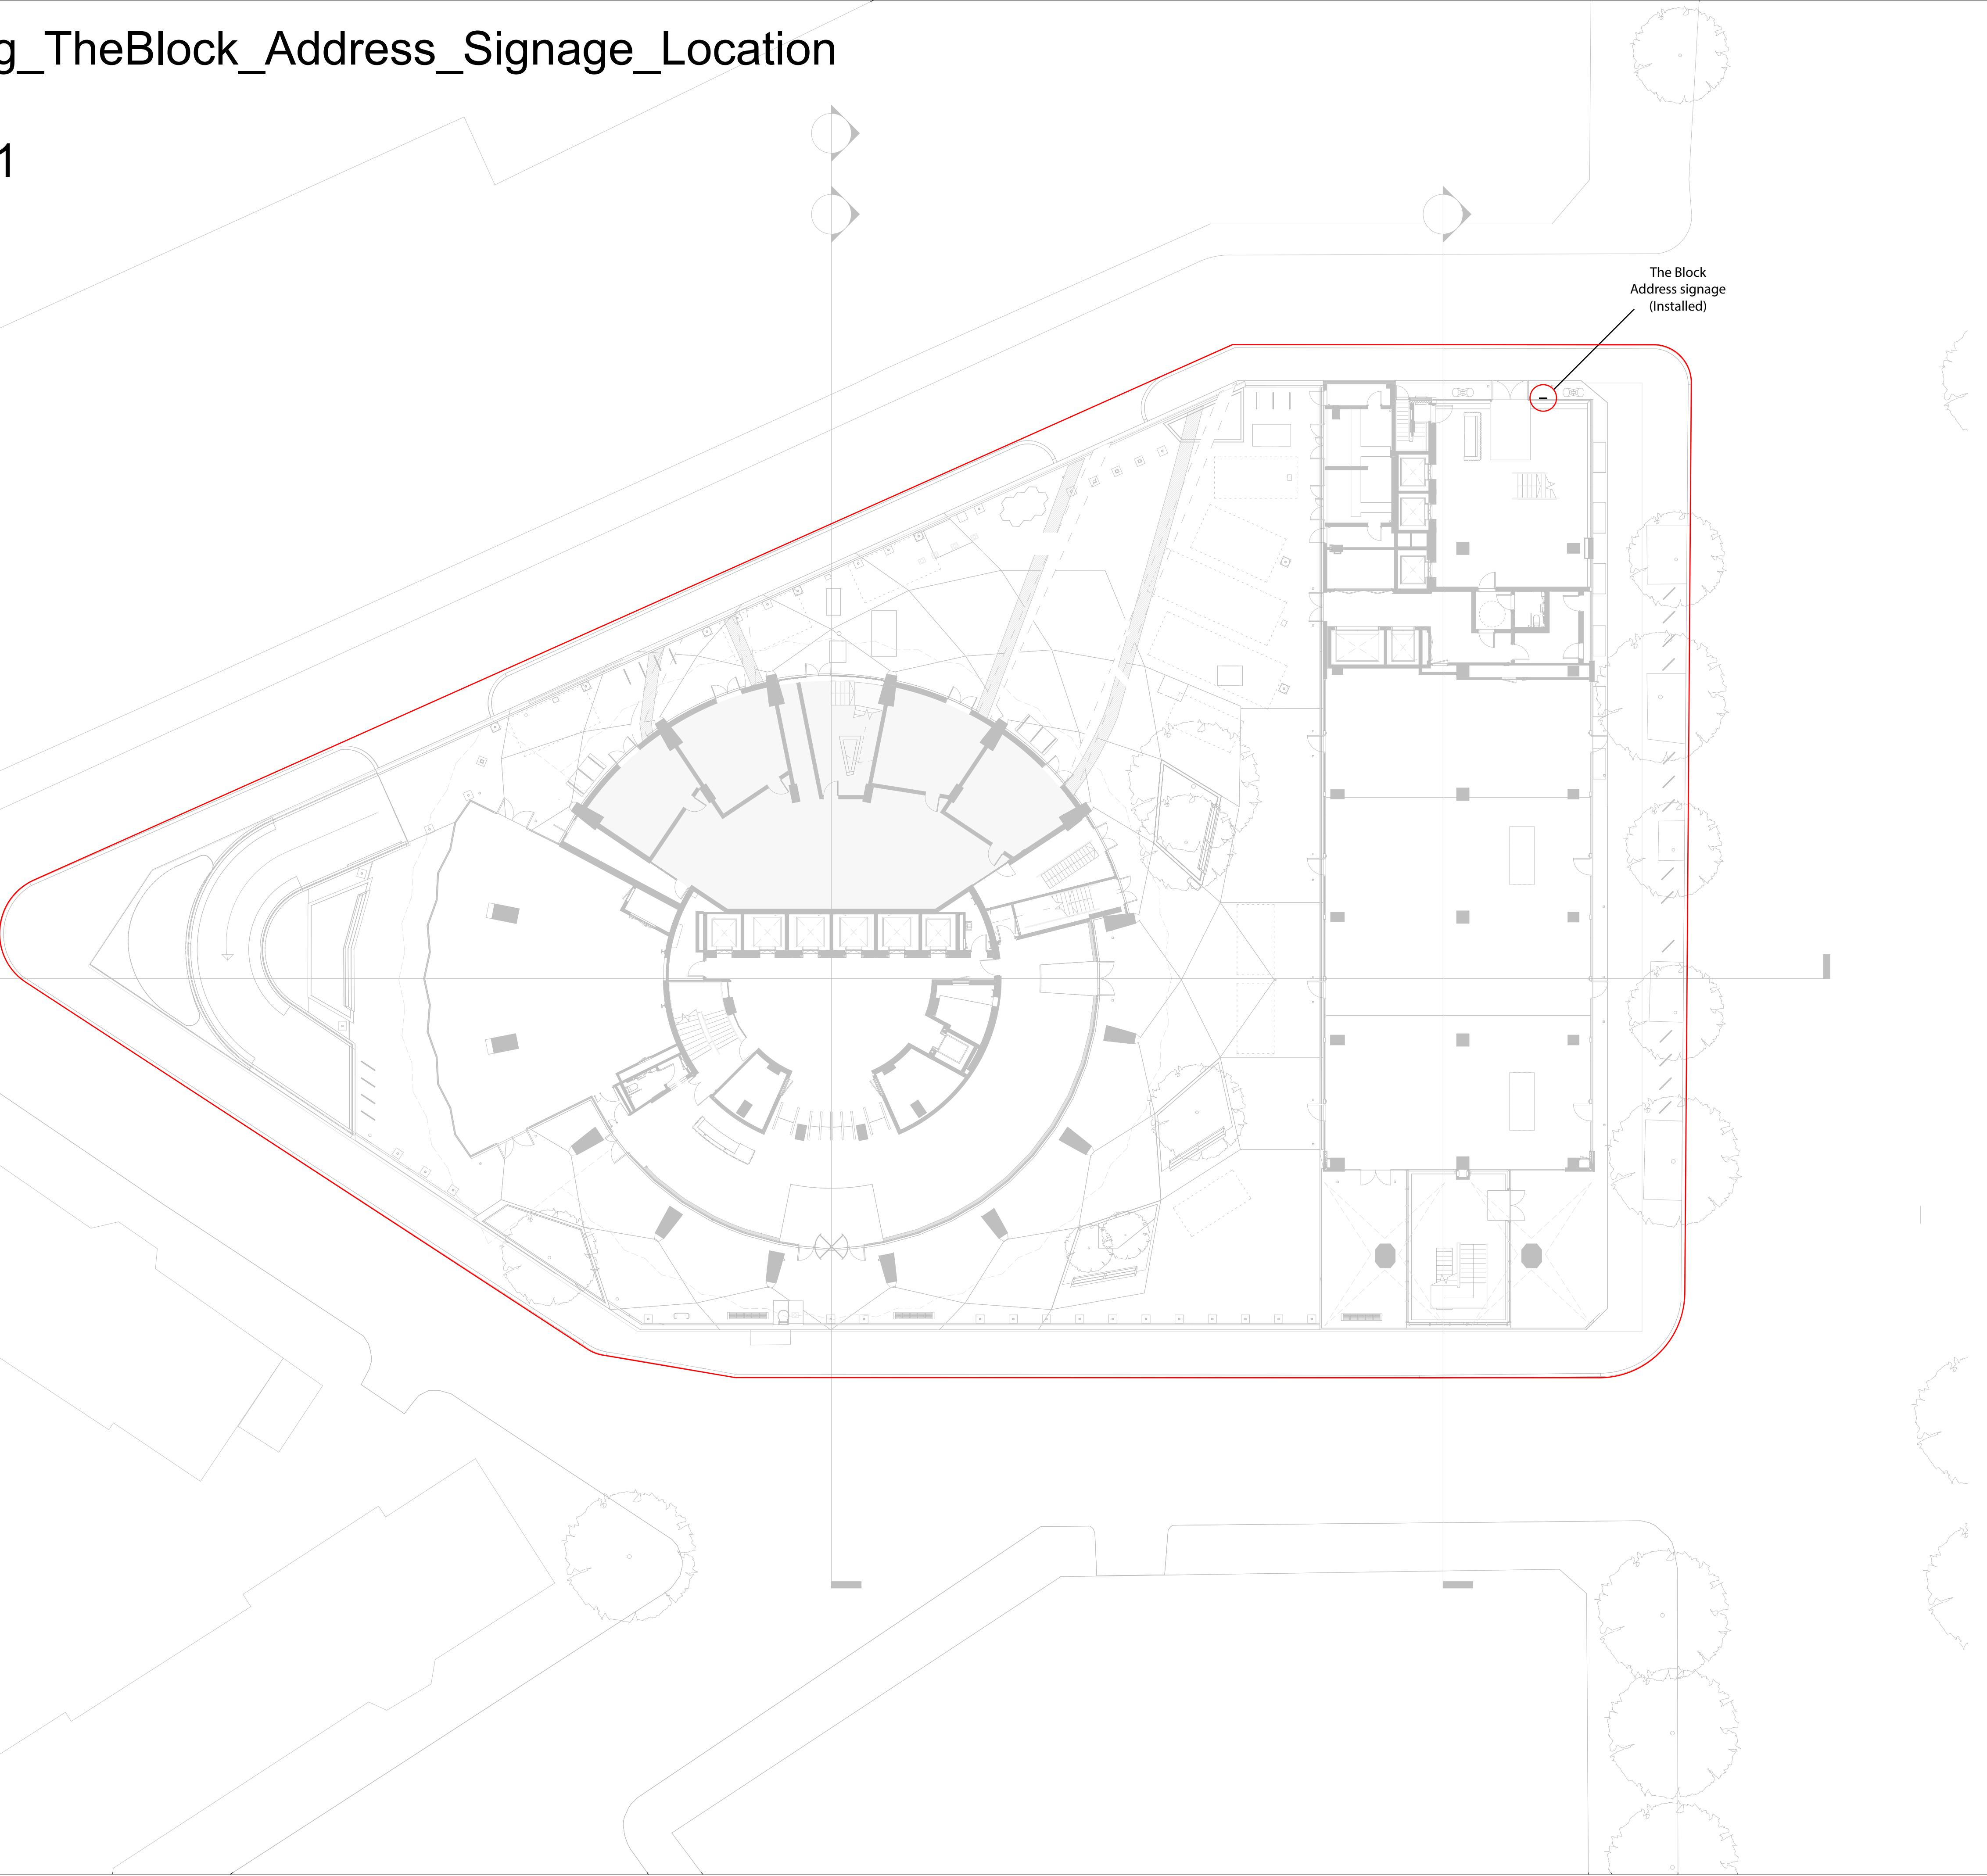 g_TheBlock_Address_Signage_Location
1
The Block
Address signage
(Installed)